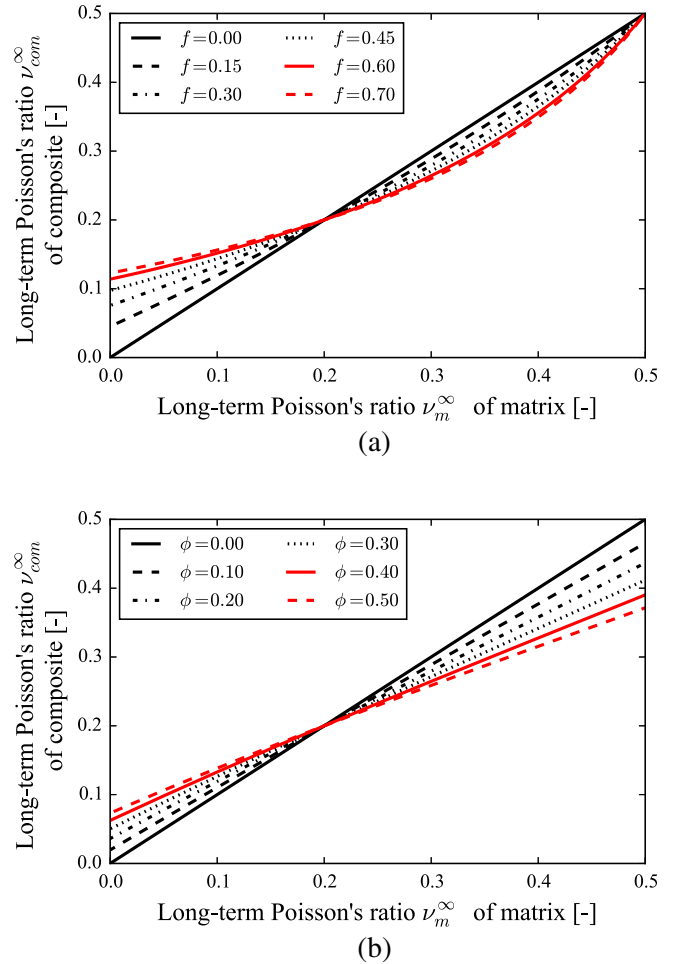 Long-term Poisson's ratio ν_com^∞
of composite [-]
0.5
0.4
0.3
0.2
0.1
0.0
f=0.00
f=0.15
f=0.30
f=0.45
f=0.60
f=0.70
0.0 0.1 0.2 0.3 0.4 0.5
Long-term Poisson's ratio ν_m^∞ of matrix [-]
(a)
Long-term Poisson's ratio ν_com^∞
of composite [-]
0.5
0.4
0.3
0.2
0.1
0.0
ϕ=0.00
ϕ=0.10
ϕ=0.20
ϕ=0.30
ϕ=0.40
ϕ=0.50
0.0 0.1 0.2 0.3 0.4 0.5
Long-term Poisson's ratio ν_m^∞ of matrix [-]
(b)